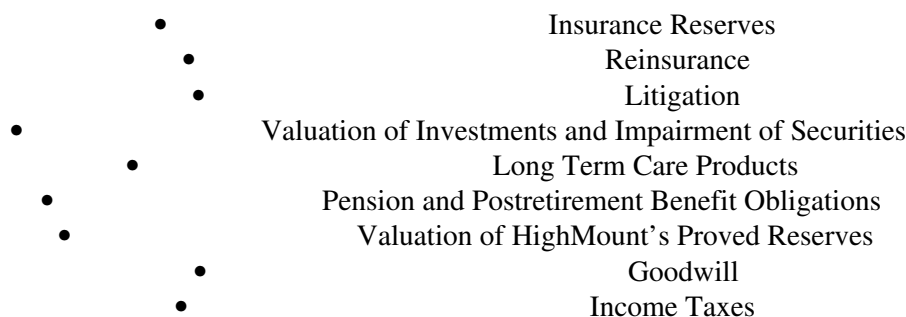 • Insurance Reserves
• Reinsurance
• Litigation
• Valuation of Investments and Impairment of Securities
• Long Term Care Products
• Pension and Postretirement Benefit Obligations
• Valuation of HighMount’s Proved Reserves
• Goodwill
• Income Taxes